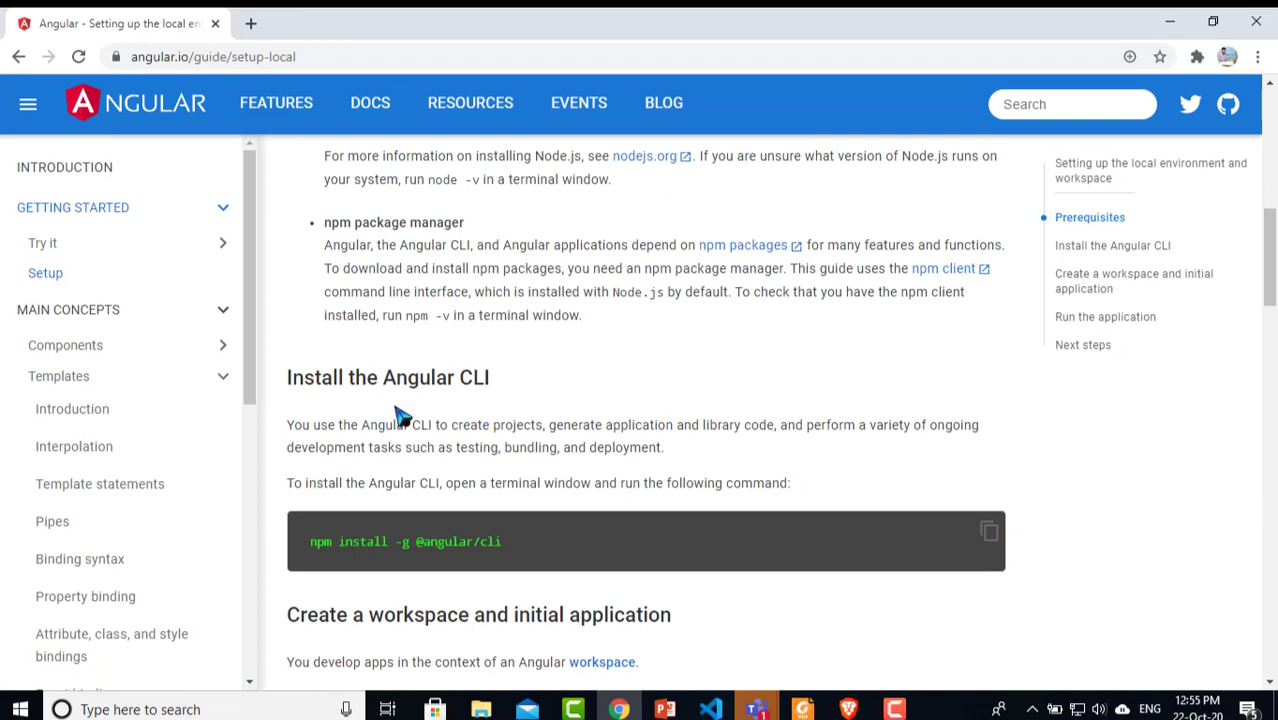 Angular - Setting up the local en
angular.io/guide/setup-local
ANGULAR
FEATURES
DOCS
RESOURCES
EVENTS
BLOG
Search
INTRODUCTION
GETTING STARTED
Try it
Setup
MAIN CONCEPTS
Components
Templates
Introduction
Interpolation
Template statements
Pipes
Binding syntax
Property binding
Attribute, class, and style
bindings
For more information on installing Node.js, see nodejs.org. If you are unsure what version of Node.js runs on
your system, run node -v in a terminal window.
npm package manager
Angular, the Angular CLI, and Angular applications depend on npm packages for many features and functions.
To download and install npm packages, you need an npm package manager. This guide uses the npm client
command line interface, which is installed with Node.js by default. To check that you have the npm client
installed, run npm -v in a terminal window.
Install the Angular CLI
You use the Angular CLI to create projects, generate application and library code, and perform a variety of ongoing
development tasks such as testing, bundling, and deployment.
To install the Angular CLI, open a terminal window and run the following command:
npm install -g @angular/cli
Create a workspace and initial application
You develop apps in the context of an Angular workspace.
Setting up the local environment and
workspace
Prerequisites
Install the Angular CLI
Create a workspace and initial
application
Run the application
Next steps
Type here to search
1
ENG
12:55 PM
22-Oct-20
5